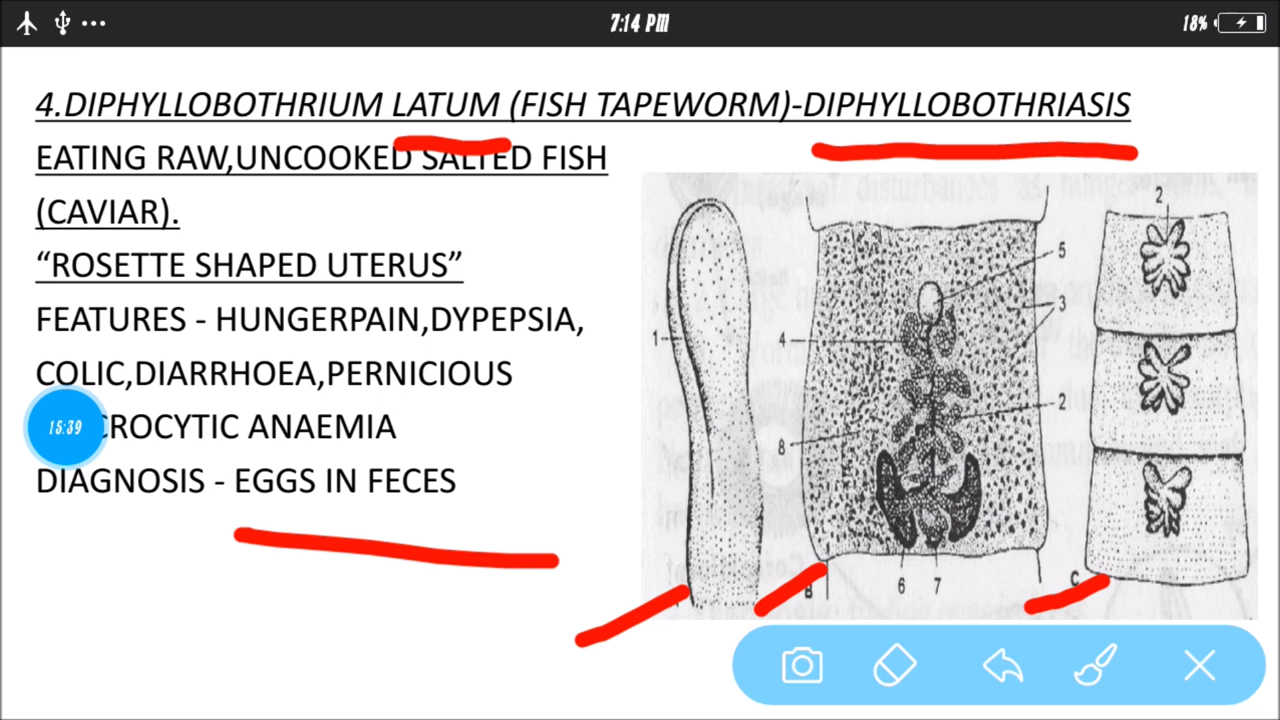 7:14 PM
18%
4.DIPHYLLOBOTHRIUM LATUM (FISH TAPEWORM)-DIPHYLLOBOTHRIASIS
EATING RAW,UNCOOKED SALTED FISH
(CAVIAR).
“ROSETTE SHAPED UTERUS”
FEATURES - HUNGERPAIN,DYPEPSIA,
COLIC,DIARRHOEA,PERNICIOUS
15:39
CROCYTIC ANAEMIA
DIAGNOSIS - EGGS IN FECES
2
5
3
1
4
2
8
6 7
B
C